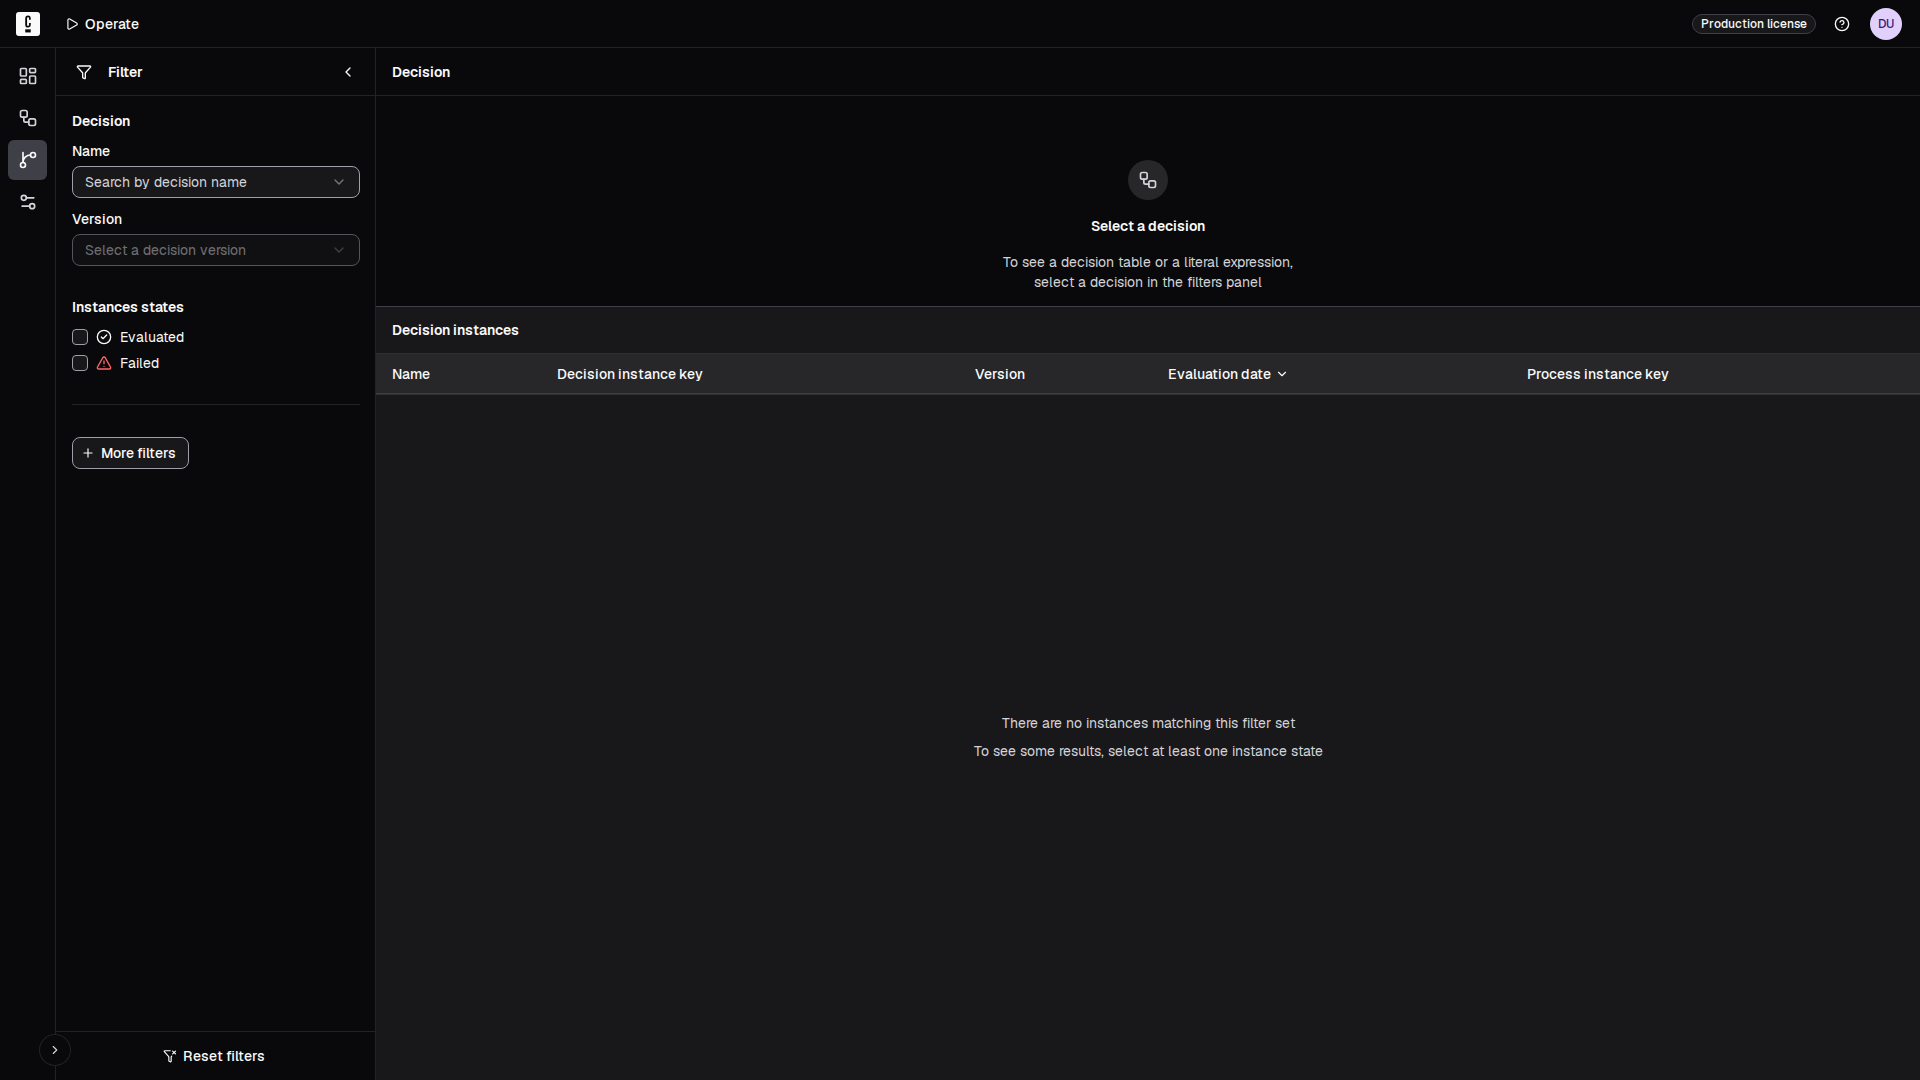 Operate
Production license
DU
Filter
Decision
Name
Search by decision name
Version
Select a decision version
Instances states
Evaluated
Failed
More filters
Reset filters
Decision
Select a decision
To see a decision table or a literal expression,
select a decision in the filters panel
Decision instances
Name Decision instance key Version Evaluation date Process instance key
There are no instances matching this filter set
To see some results, select at least one instance state